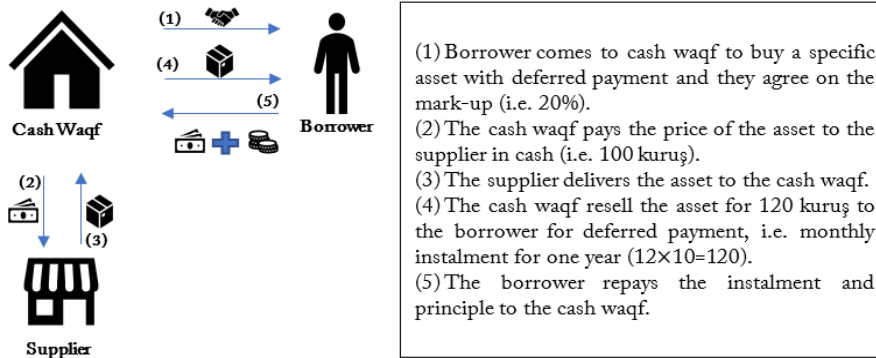 (1)
(4)
(5)
Cash Waqf
Borrower
(2)
(3)
Supplier
(1) Borrower comes to cash waqf to buy a specific
asset with deferred payment and they agree on the
mark-up (i.e. 20%).
(2) The cash waqf pays the price of the asset to the
supplier in cash (i.e. 100 kuruş).
(3) The supplier delivers the asset to the cash waqf.
(4) The cash waqf resell the asset for 120 kuruş to
the borrower for deferred payment, i.e. monthly
instalment for one year (12×10=120).
(5) The borrower repays the instalment and
principle to the cash waqf.